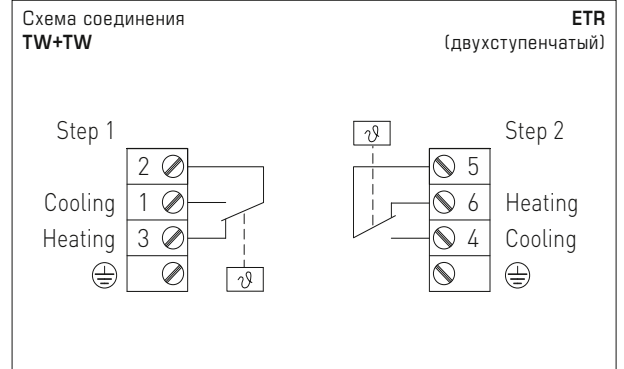 Схема соединения
TW+TW
ETR
(двухступенчатый)
Step 1
2
Cooling 1
Heating 3
ϑ
ϑ
Step 2
5
6 Heating
4 Cooling